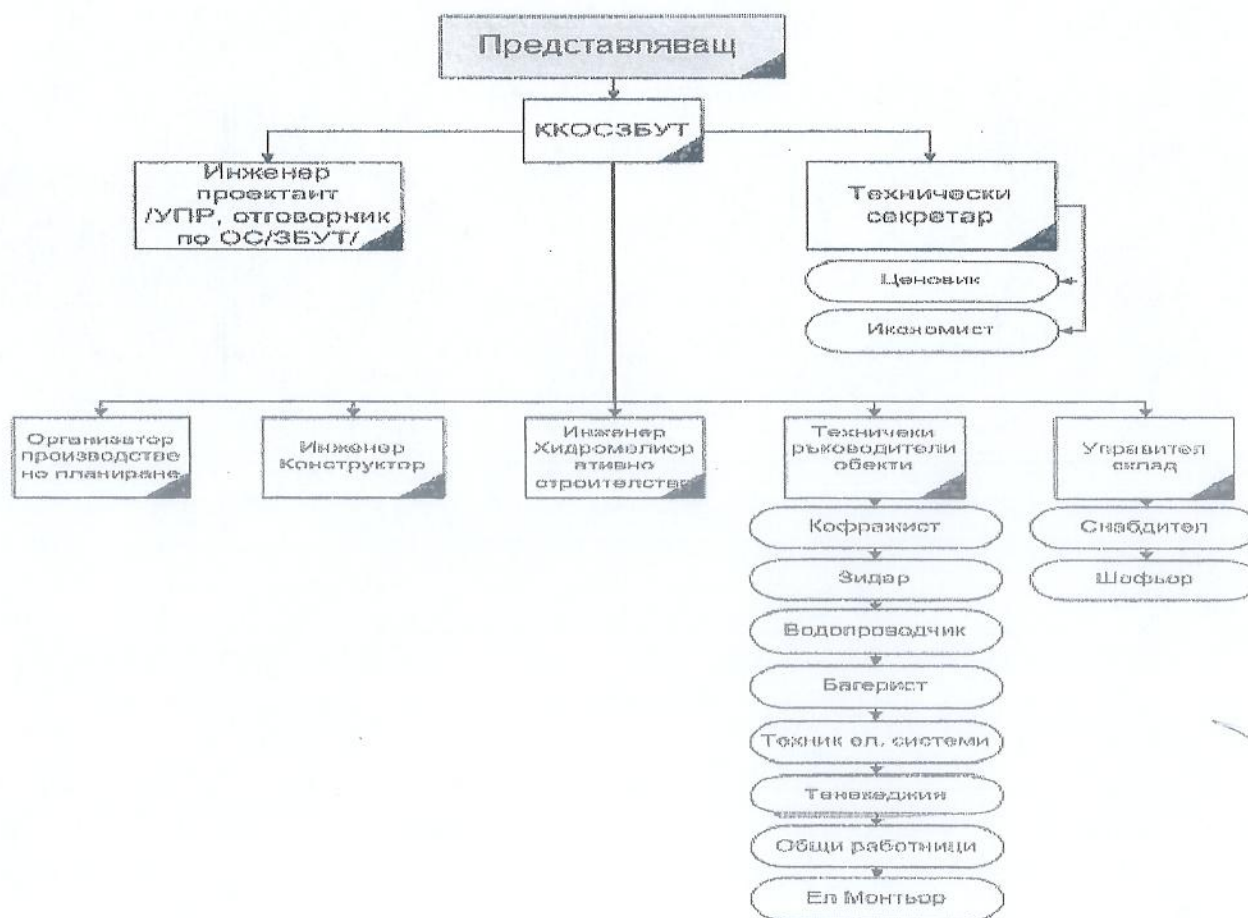 Представляващ
ККОСЗБУТ
Инженер
проектант
/УПР, отговорник
по ОС/ЗБУТ/
Технически
секретар
Ценовик
Икономист
Организатор
производстве
но планиране
Инженер
Конструктор
Инженер
Хидромелиор
ативно
строителство
Техничеки
ръководители
обекти
Управител
склад
Кофражист
Снабдител
Зидар
Шофьор
Водопроводчик
Багерист
Техник ел. системи
Тенекеджия
Общи работници
Ел Монтьор